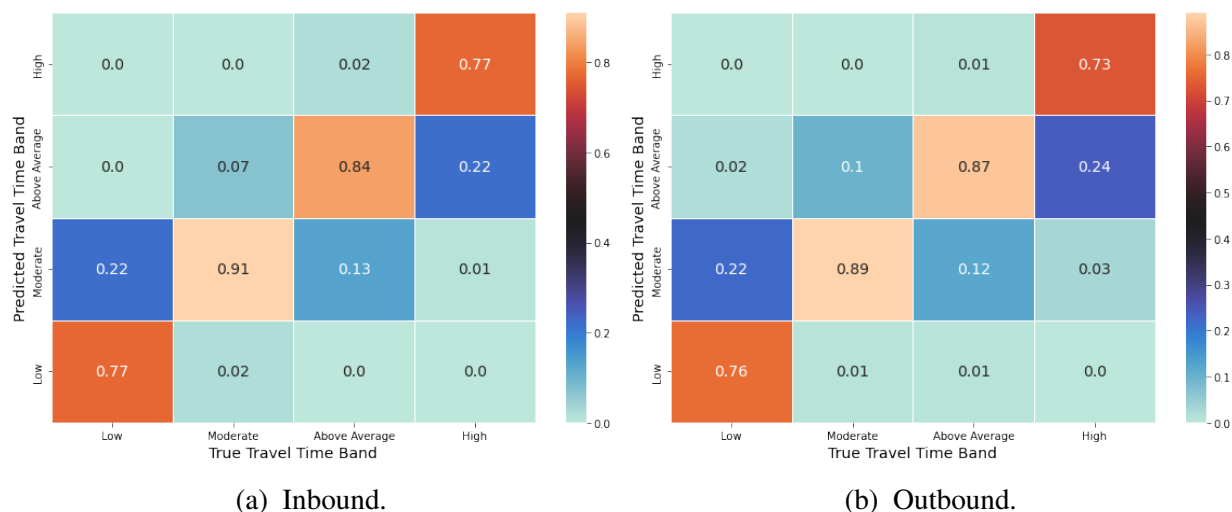 High 0.0 0.0 0.02 0.77
Above Average 0.0 0.07 0.84 0.22
Moderate 0.22 0.91 0.13 0.01
Low 0.77 0.02 0.0 0.0
Low Moderate Above Average High
True Travel Time Band
Predicted Travel Time Band
0.8
0.6
0.4
0.2
0.0
(a) Inbound.
High 0.0 0.0 0.01 0.73
Above Average 0.02 0.1 0.87 0.24
Moderate 0.22 0.89 0.12 0.03
Low 0.76 0.01 0.01 0.0
Low Moderate Above Average High
True Travel Time Band
Predicted Travel Time Band
0.8
0.7
0.6
0.5
0.4
0.3
0.2
0.1
0.0
(b) Outbound.